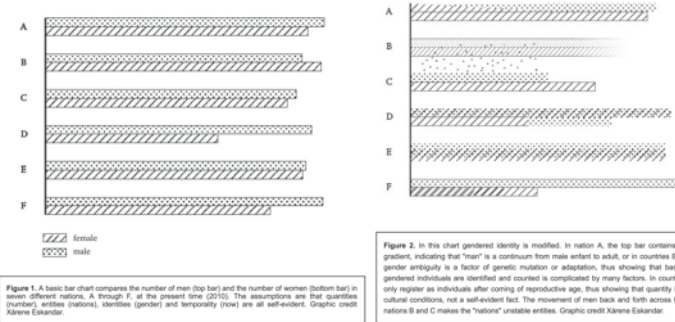 A
B
C
D
E
F
female
male
Figure 1. A basic bar chart compares the number of men (top bar) and the number of women (bottom bar) in
seven different nations, A through F, at the present time (2010). The assumptions are that quantities
(number), entities (nations), identities (gender) and temporality (now) are all self-evident. Graphic credit
Xárene Eskandar.
A
B
C
D
E
F
Figure 2. In this chart gendered identity is modified. In nation A, the top bar contains
gradient, indicating that "man" is a continuum from male enfant to adult, or in countries
gender ambiguity is a factor of genetic mutation or adaptation, thus showing that
gendered individuals are identified and counted is complicated by many factors. In
only register as individuals after coming of reproductive age, thus showing that quantity
cultural conditions, not a self-evident fact. The movement of men back and forth across
nations B and C makes the "nations" unstable entities. Graphic credit Xárene Eskandar.